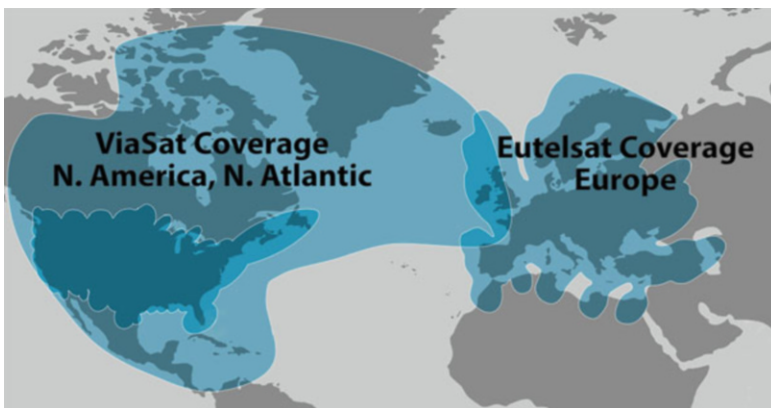 ViaSat Coverage
N. America, N. Atlantic
Eutelsat Coverage
Europe